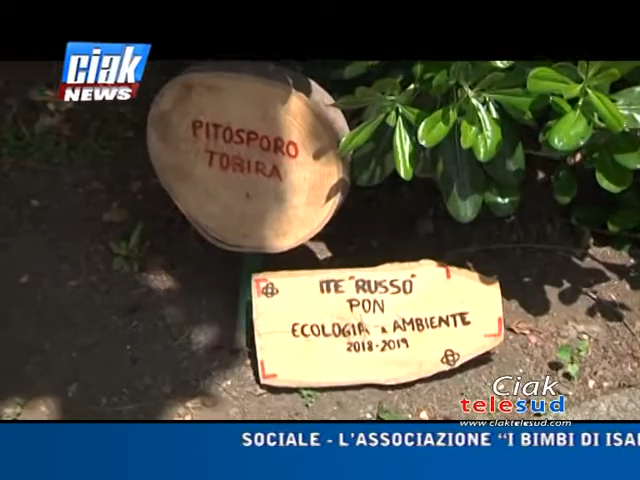 ciak
NEWS
PITOSPORO
TOBIRA
ITE "RUSSO"
PON
ECOLOGIA & AMBIENTE
2018-2019
Ciak
telesud
www.ciaktelesud.com
SOCIALE - L'ASSOCIAZIONE "I BIMBI DI ISA